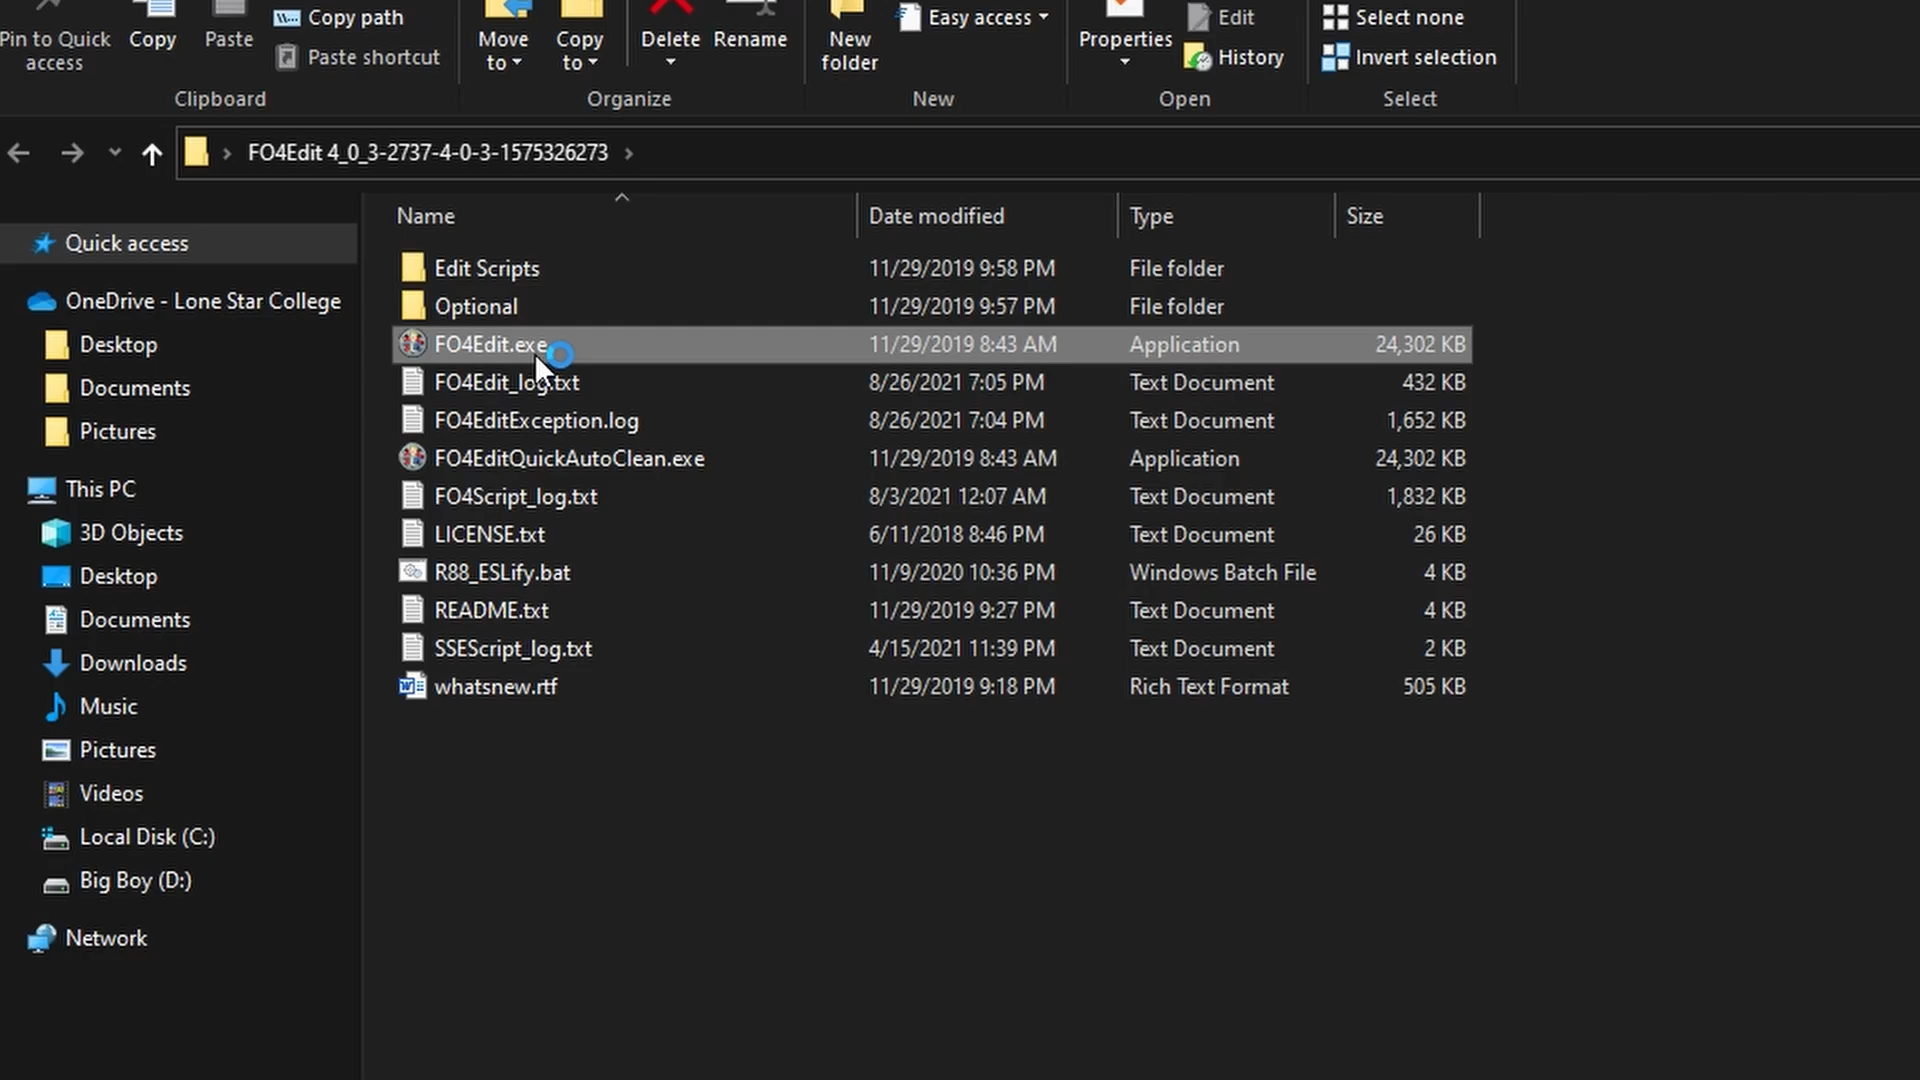 Pin to Quick access
Copy
Paste
Copy path
Paste shortcut
Clipboard
Move to
Copy to
Delete
Rename
Organize
New folder
Easy access
New
Properties
Edit
History
Open
Select none
Invert selection
Select
FO4Edit 4_0_3-2737-4-0-3-1575326273
Name Date modified Type Size
Edit Scripts 11/29/2019 9:58 PM File folder
Optional 11/29/2019 9:57 PM File folder
FO4Edit.exe 11/29/2019 8:43 AM Application 24,302 KB
FO4Edit_log.txt 8/26/2021 7:05 PM Text Document 432 KB
FO4EditException.log 8/26/2021 7:04 PM Text Document 1,652 KB
FO4EditQuickAutoClean.exe 11/29/2019 8:43 AM Application 24,302 KB
FO4Script_log.txt 8/3/2021 12:07 AM Text Document 1,832 KB
LICENSE.txt 6/11/2018 8:46 PM Text Document 26 KB
R88_ESLify.bat 11/9/2020 10:36 PM Windows Batch File 4 KB
README.txt 11/29/2019 9:27 PM Text Document 4 KB
SSEScript_log.txt 4/15/2021 11:39 PM Text Document 2 KB
whatsnew.rtf 11/29/2019 9:18 PM Rich Text Format 505 KB
Quick access
OneDrive - Lone Star College
Desktop
Documents
Pictures
This PC
3D Objects
Desktop
Documents
Downloads
Music
Pictures
Videos
Local Disk (C:)
Big Boy (D:)
Network